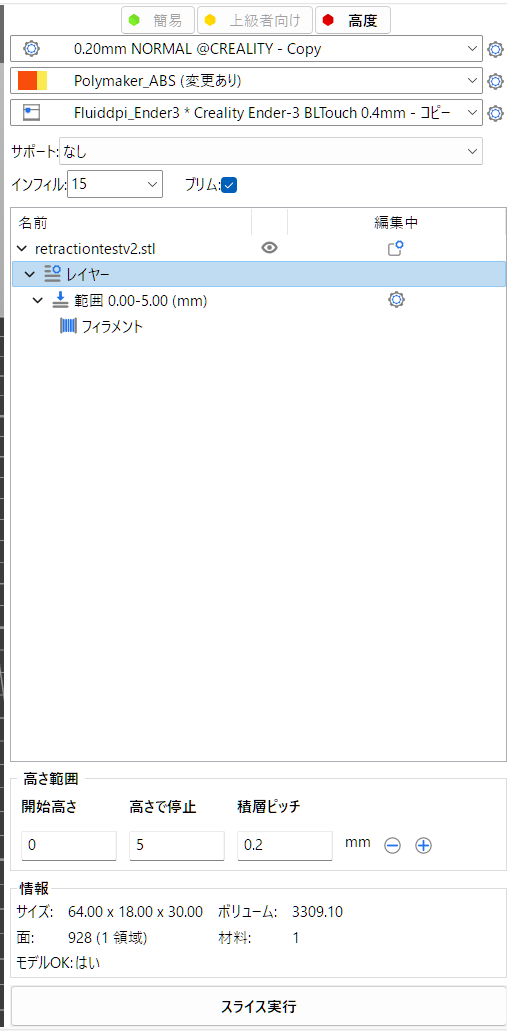 簡易 上級者向け 高度
0.20mm NORMAL @CREALITY - Copy
Polymaker_ABS (変更あり)
Fluiddpi_Ender3 * Creality Ender-3 BLTouch 0.4mm - コピー
サポート: なし
インフィル: 15 ブリム:
名前 編集中
retractiontestv2.stl
レイヤー
範囲 0.00-5.00 (mm)
フィラメント
高さ範囲
開始高さ 高さで停止 積層ピッチ
0 5 0.2 mm
情報
サイズ: 64.00 x 18.00 x 30.00 ボリューム: 3309.10
面: 928 (1 領域) 材料: 1
モデルOK: はい
スライス実行